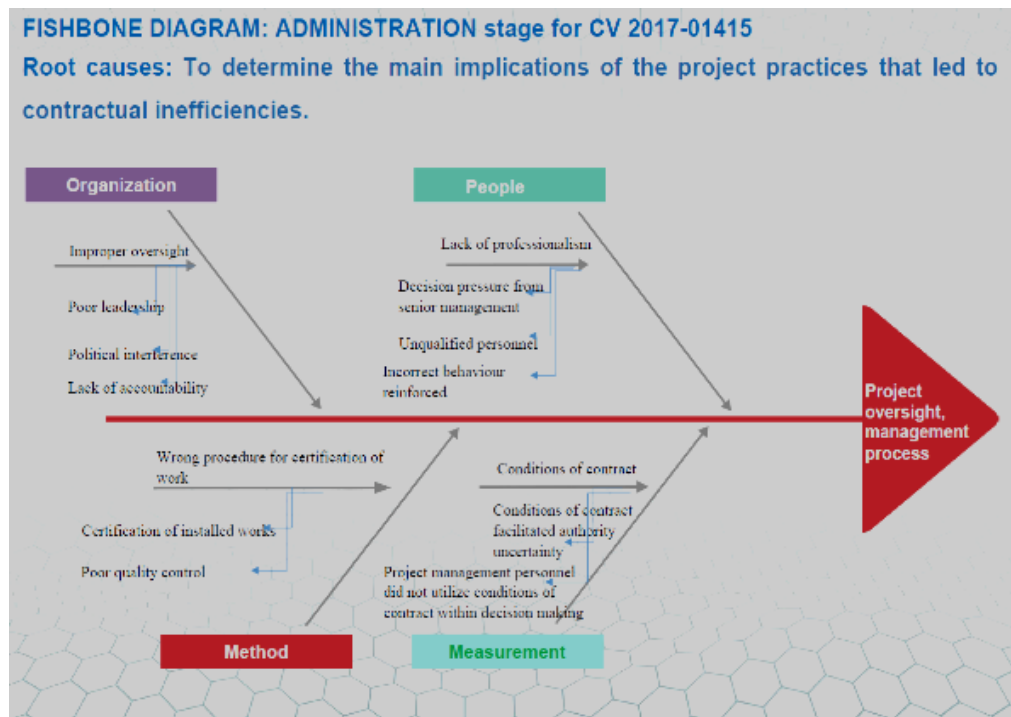 FISHBONE DIAGRAM: ADMINISTRATION stage for CV 2017-01415
Root causes: To determine the main implications of the project practices that led to
contractual inefficiencies.
Organization
People
Improper oversight
Poor leadership
Political interference
Lack of accountability
Lack of professionalism
Decision pressure from
senior management
Unqualified personnel
Incorrect behaviour
reinforced
Project
oversight,
management
process
Wrong procedure for certification of
work
Certification of installed works
Poor quality control
Conditions of contract
Conditions of contract
facilitated authority
uncertainty
Project management personnel
did not utilize conditions of
contract within decision making
Method
Measurement